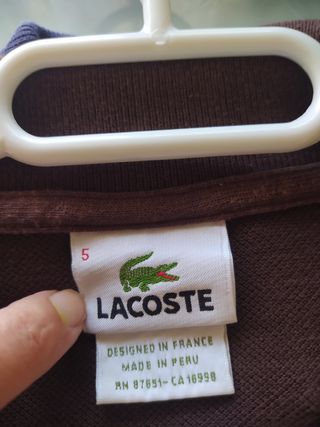 5
LACOSTE
DESIGNED IN FRANCE
MADE IN PERU
RN 87651-CA 16998